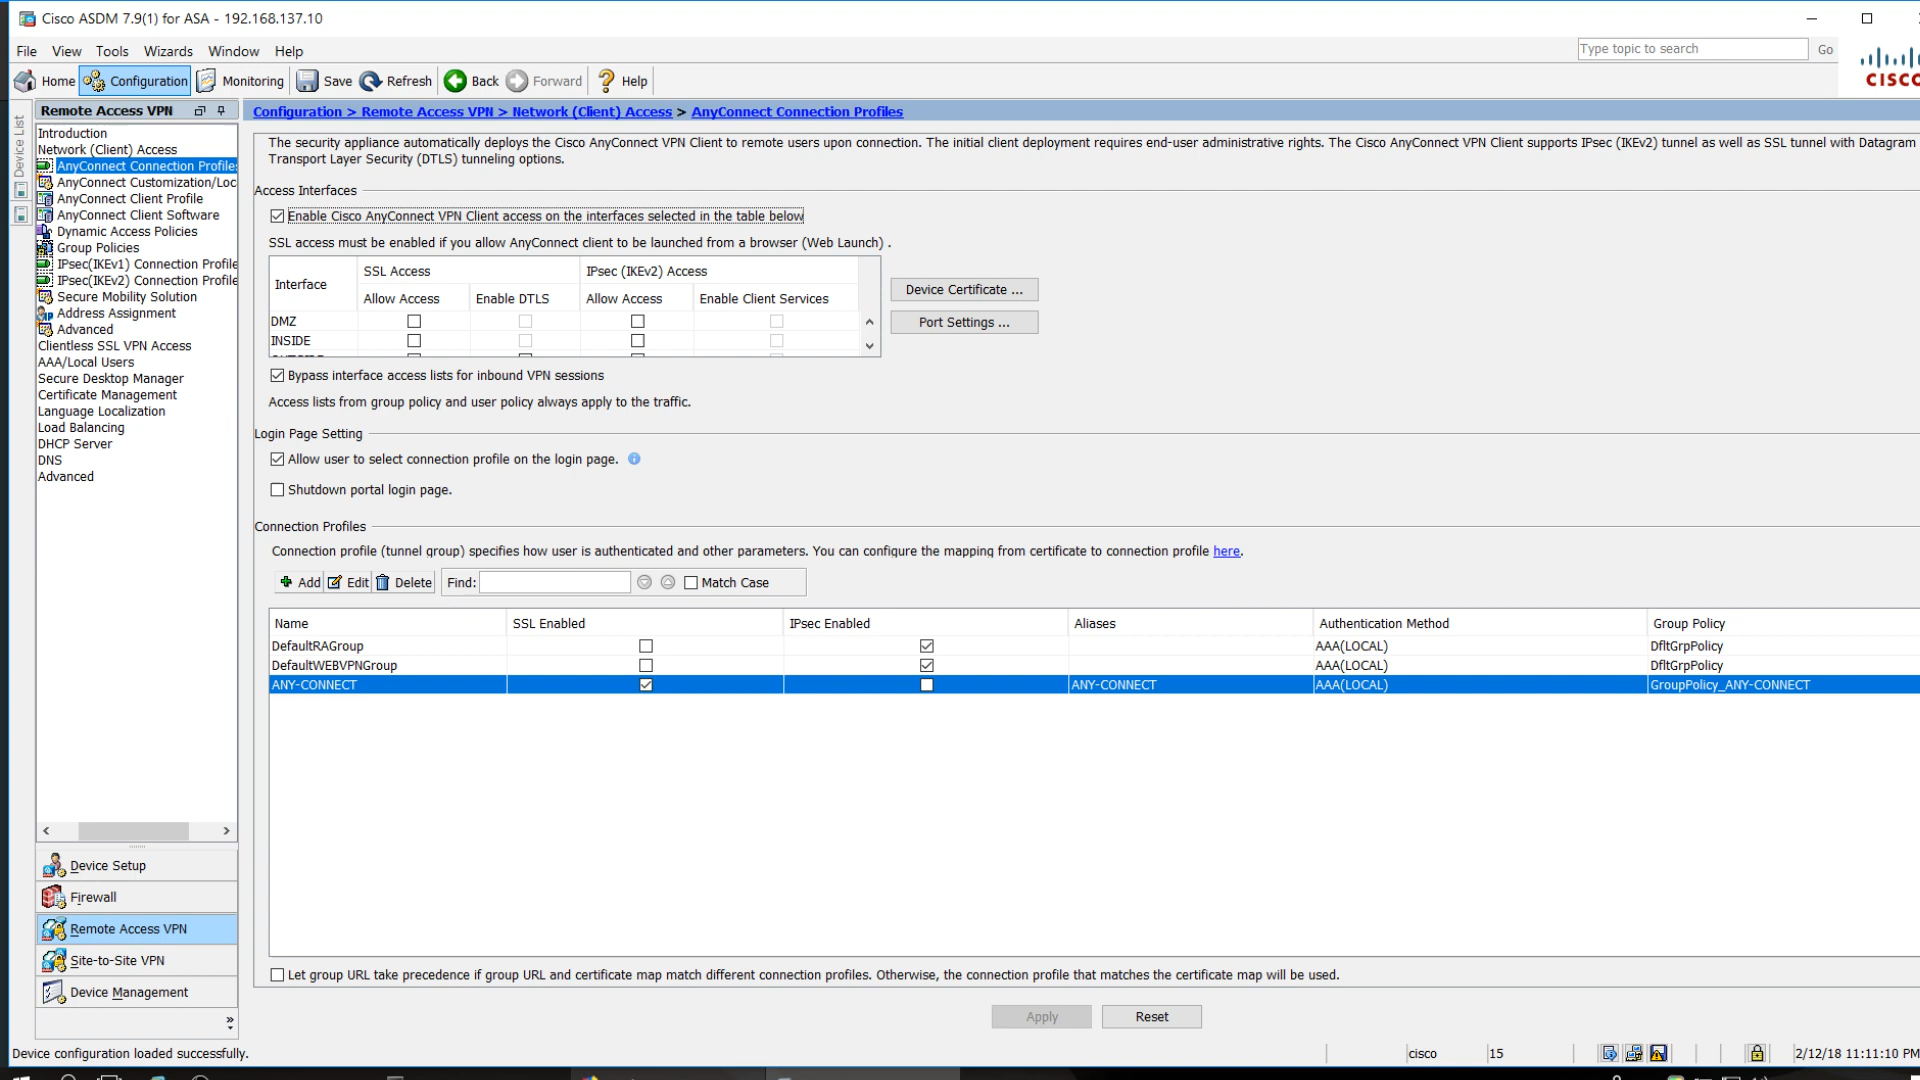 Cisco ASDM 7.9(1) for ASA - 192.168.137.10
File View Tools Wizards Window Help
Type topic to search Go
Home Configuration Monitoring Save Refresh Back Forward Help
CISCO
Device List
Remote Access VPN
Introduction
Network (Client) Access
AnyConnect Connection Profiles
AnyConnect Customization/Loc
AnyConnect Client Profile
AnyConnect Client Software
Dynamic Access Policies
Group Policies
IPsec(IKEv1) Connection Profile
IPsec(IKEv2) Connection Profile
Secure Mobility Solution
Address Assignment
Advanced
Clientless SSL VPN Access
AAA/Local Users
Secure Desktop Manager
Certificate Management
Language Localization
Load Balancing
DHCP Server
DNS
Advanced
Device Setup
Firewall
Remote Access VPN
Site-to-Site VPN
Device Management
Configuration > Remote Access VPN > Network (Client) Access > AnyConnect Connection Profiles
The security appliance automatically deploys the Cisco AnyConnect VPN Client to remote users upon connection. The initial client deployment requires end-user administrative rights. The Cisco AnyConnect VPN Client supports IPsec (IKEv2) tunnel as well as SSL tunnel with Datagram
Transport Layer Security (DTLS) tunneling options.
Access Interfaces
Enable Cisco AnyConnect VPN Client access on the interfaces selected in the table below
SSL access must be enabled if you allow AnyConnect client to be launched from a browser (Web Launch) .
Interface SSL Access IPsec (IKEv2) Access
Allow Access Enable DTLS Allow Access Enable Client Services
DMZ
INSIDE
Device Certificate ...
Port Settings ...
Bypass interface access lists for inbound VPN sessions
Access lists from group policy and user policy always apply to the traffic.
Login Page Setting
Allow user to select connection profile on the login page.
Shutdown portal login page.
Connection Profiles
Connection profile (tunnel group) specifies how user is authenticated and other parameters. You can configure the mapping from certificate to connection profile here.
Add Edit Delete Find: Match Case
Name SSL Enabled IPsec Enabled Aliases Authentication Method Group Policy
DefaultRAGroup AAA(LOCAL) DfltGrpPolicy
DefaultWEBVPNGroup AAA(LOCAL) DfltGrpPolicy
ANY-CONNECT ANY-CONNECT AAA(LOCAL) GroupPolicy_ANY-CONNECT
Let group URL take precedence if group URL and certificate map match different connection profiles. Otherwise, the connection profile that matches the certificate map will be used.
Apply Reset
Device configuration loaded successfully. cisco 15 2/12/18 11:11:10 PM